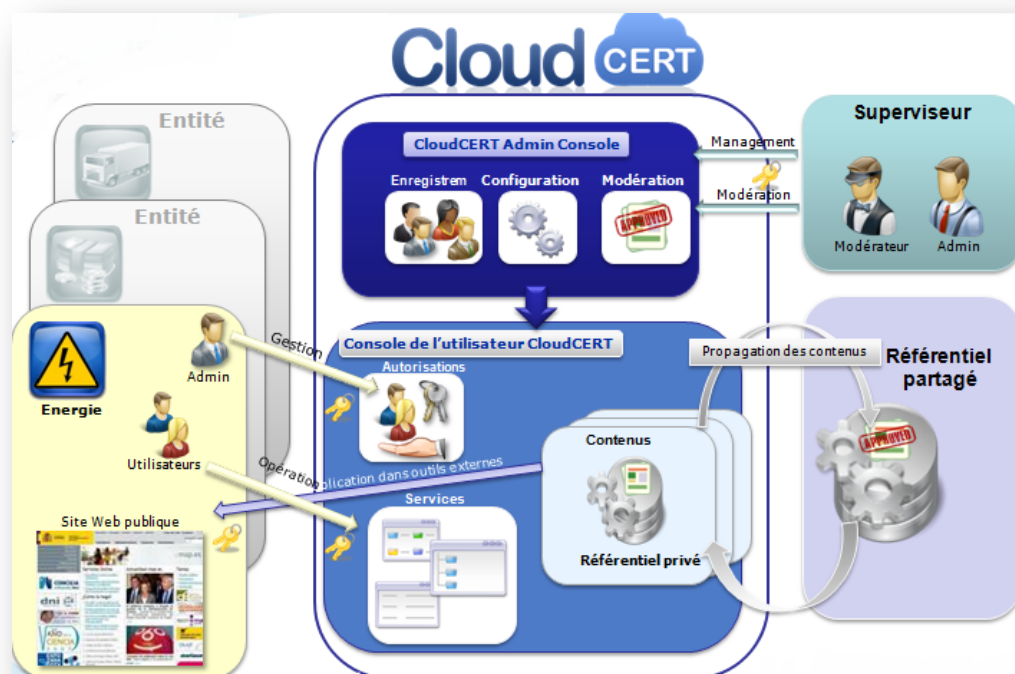 Cloud CERT
Entité
Entité
CloudCERT Admin Console
Enregistrem
Configuration
Modération
APPROVED
Management
Modération
Superviseur
Modérateur
Admin
Energie
Admin
Utilisateurs
Site Web publique
Gestion
Opération
plication dans outils externes
Console de l'utilisateur CloudCERT
Autorisations
Services
Contenus
Référentiel privé
Propagation des contenus
Référentiel
partagé
APPROVED